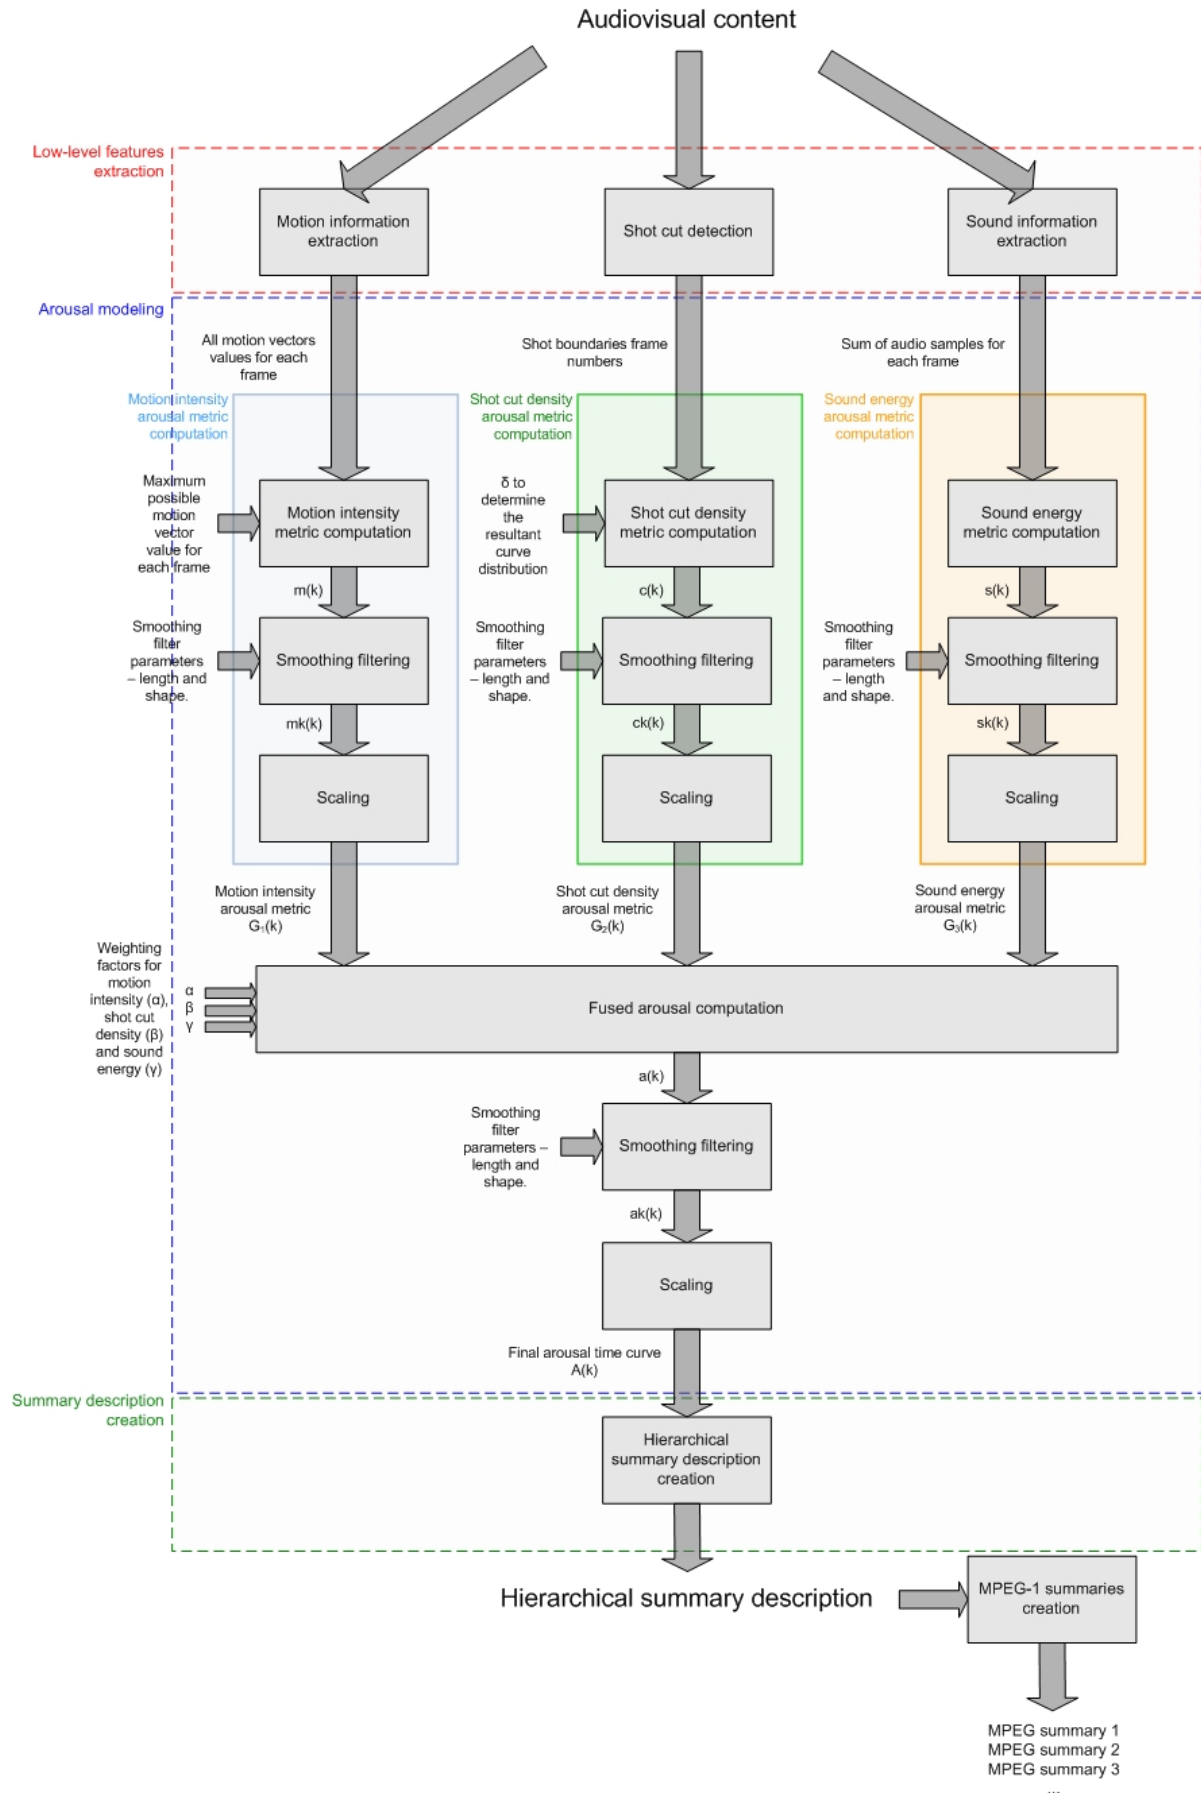 Audiovisual content
Low-level features
extraction
Motion information
extraction
Shot cut detection
Sound information
extraction
Arousal modeling
All motion vectors
values for each
frame
Shot boundaries frame
numbers
Sum of audio samples for
each frame
Motion intensity
arousal metric
computation
Shot cut density
arousal metric
computation
Sound energy
arousal metric
computation
Maximum
possible
motion
vector
value for
each frame
Motion intensity
metric computation
δ to
determine
the
resultant
curve
distribution
Shot cut density
metric computation
Sound energy
metric computation
m(k)
c(k)
s(k)
Smoothing
filter
parameters
– length and
shape.
Smoothing filtering
Smoothing
filter
parameters
– length and
shape.
Smoothing filtering
Smoothing
filter
parameters
– length
and shape.
Smoothing filtering
mk(k)
ck(k)
sk(k)
Scaling
Scaling
Scaling
Motion intensity
arousal metric
G₁(k)
Shot cut density
arousal metric
G₂(k)
Sound energy
arousal metric
G₃(k)
Weighting
factors for
motion
intensity (α),
shot cut
density (β)
and sound
energy (γ)
α
β
γ
Fused arousal computation
a(k)
Smoothing
filter
parameters –
length and
shape.
Smoothing filtering
ak(k)
Scaling
Final arousal time curve
A(k)
Summary description
creation
Hierarchical
summary description
creation
Hierarchical summary description
MPEG-1 summaries
creation
MPEG summary 1
MPEG summary 2
MPEG summary 3